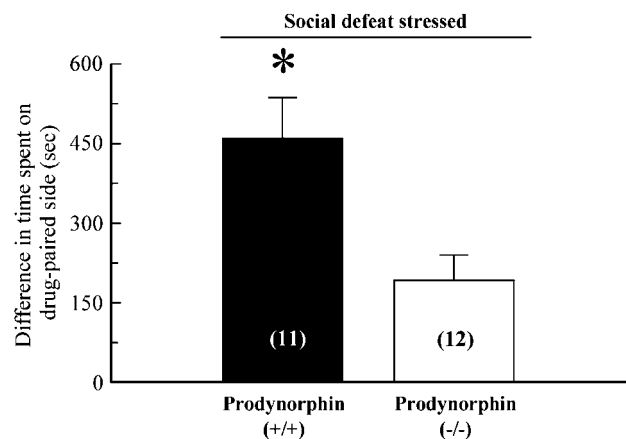 Social defeat stressed
*
600
450
300
150
0
Difference in time spent on
drug-paired side (sec)
(11)
(12)
Prodynorphin
(+/+)
Prodynorphin
(-/-)